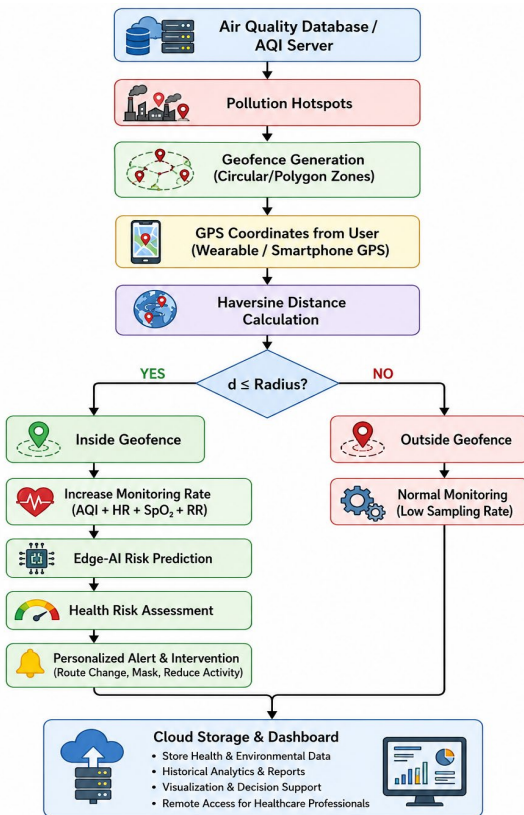 Air Quality Database /
AQI Server
Pollution Hotspots
Geofence Generation
(Circular/Polygon Zones)
GPS Coordinates from User
(Wearable / Smartphone GPS)
Haversine Distance
Calculation
d ≤ Radius?
YES
NO
Inside Geofence
Outside Geofence
Increase Monitoring Rate
(AQI + HR + SpO₂ + RR)
Normal Monitoring
(Low Sampling Rate)
Edge-AI Risk Prediction
Health Risk Assessment
Personalized Alert & Intervention
(Route Change, Mask, Reduce Activity)
Cloud Storage & Dashboard
• Store Health & Environmental Data
• Historical Analytics & Reports
• Visualization & Decision Support
• Remote Access for Healthcare Professionals